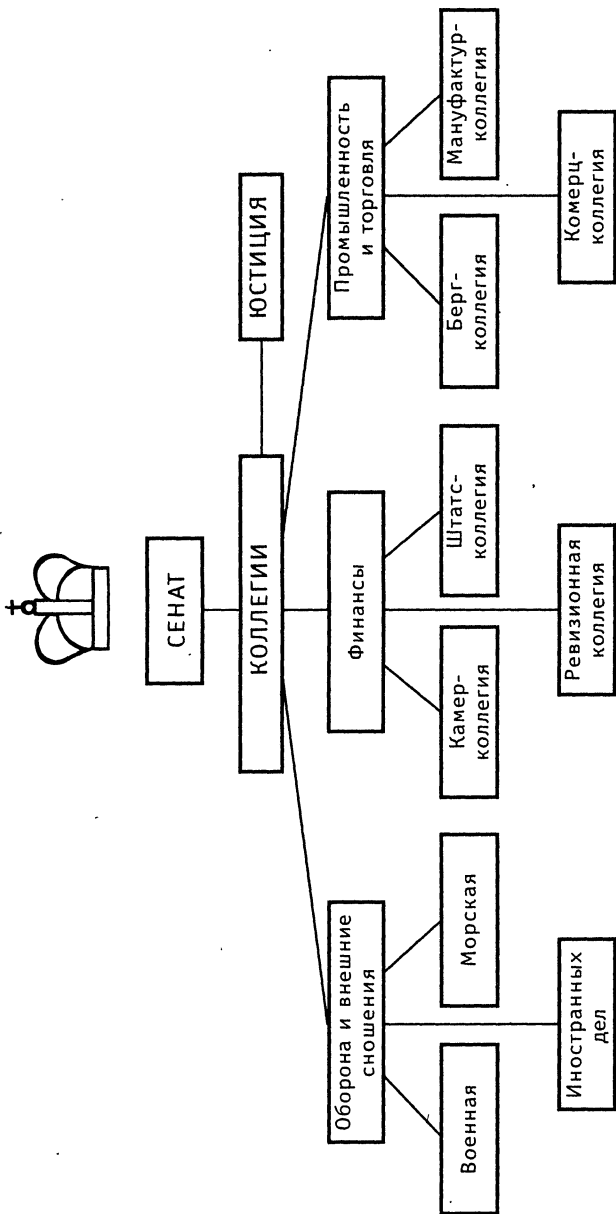 СЕНАТ
КОЛЛЕГИИ
ЮСТИЦИЯ
Оборона и внешние
сношения
Финансы
Промышленность
и торговля
Военная
Морская
Камер-
коллегия
Штатс-
коллегия
Берг-
коллегия
Мануфактур-
коллегия
Иностранных
дел
Ревизионная
коллегия
Комерц-
коллегия